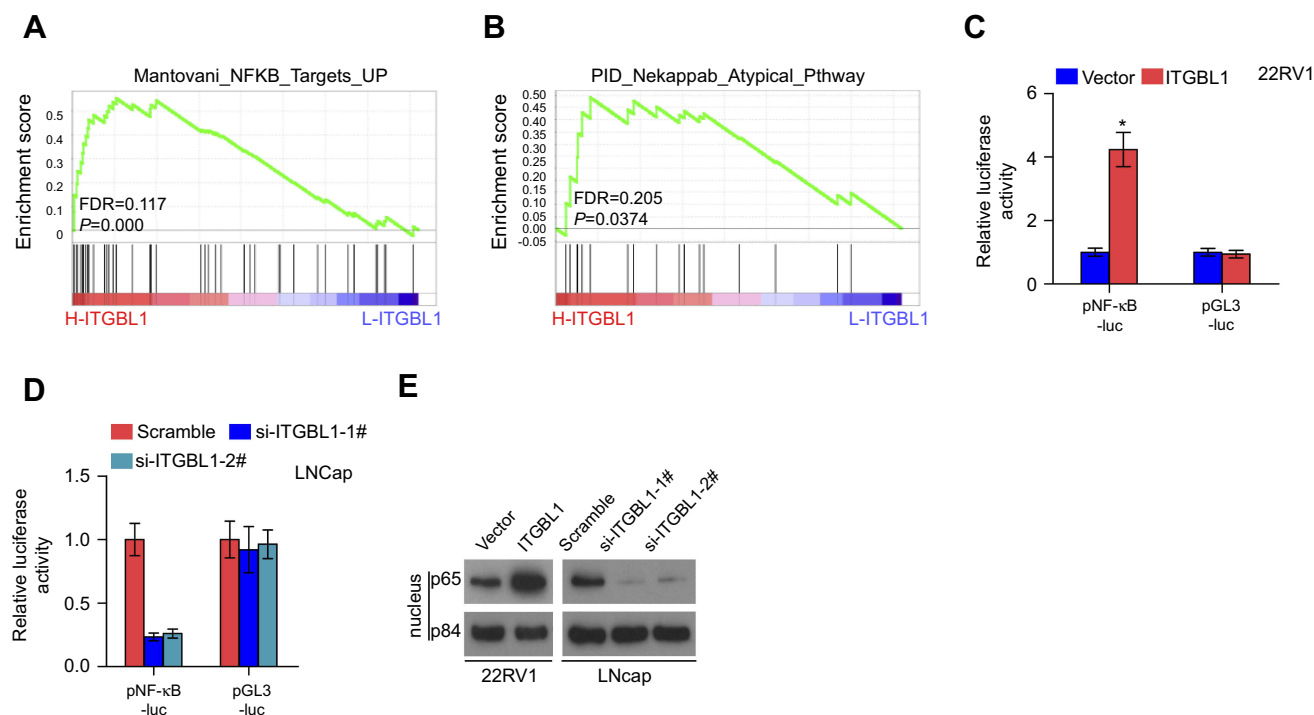 A
Mantovani_NFKB_Targets_UP
Enrichment score
0.5
0.4
0.3
0.2
0.1
0
FDR=0.117
P=0.000
H-ITGBL1
L-ITGBL1
B
PID_Nekappab_Atypical_Pthway
Enrichment score
0.50
0.45
0.40
0.35
0.30
0.25
0.20
0.15
0.10
0.05
0.00
-0.05
FDR=0.205
P=0.0374
H-ITGBL1
L-ITGBL1
C
Vector
ITGBL1
22RV1
Relative luciferase
activity
6
4
2
0
*
pNF-κB
-luc
pGL3
-luc
D
Scramble
si-ITGBL1-1#
si-ITGBL1-2#
LNCap
Relative luciferase
activity
1.5
1.0
0.5
0.0
pNF-κB
-luc
pGL3
-luc
E
Vector
ITGBL1
Scramble
si-ITGBL1-1#
si-ITGBL1-2#
nucleus
p65
p84
22RV1
LNcap